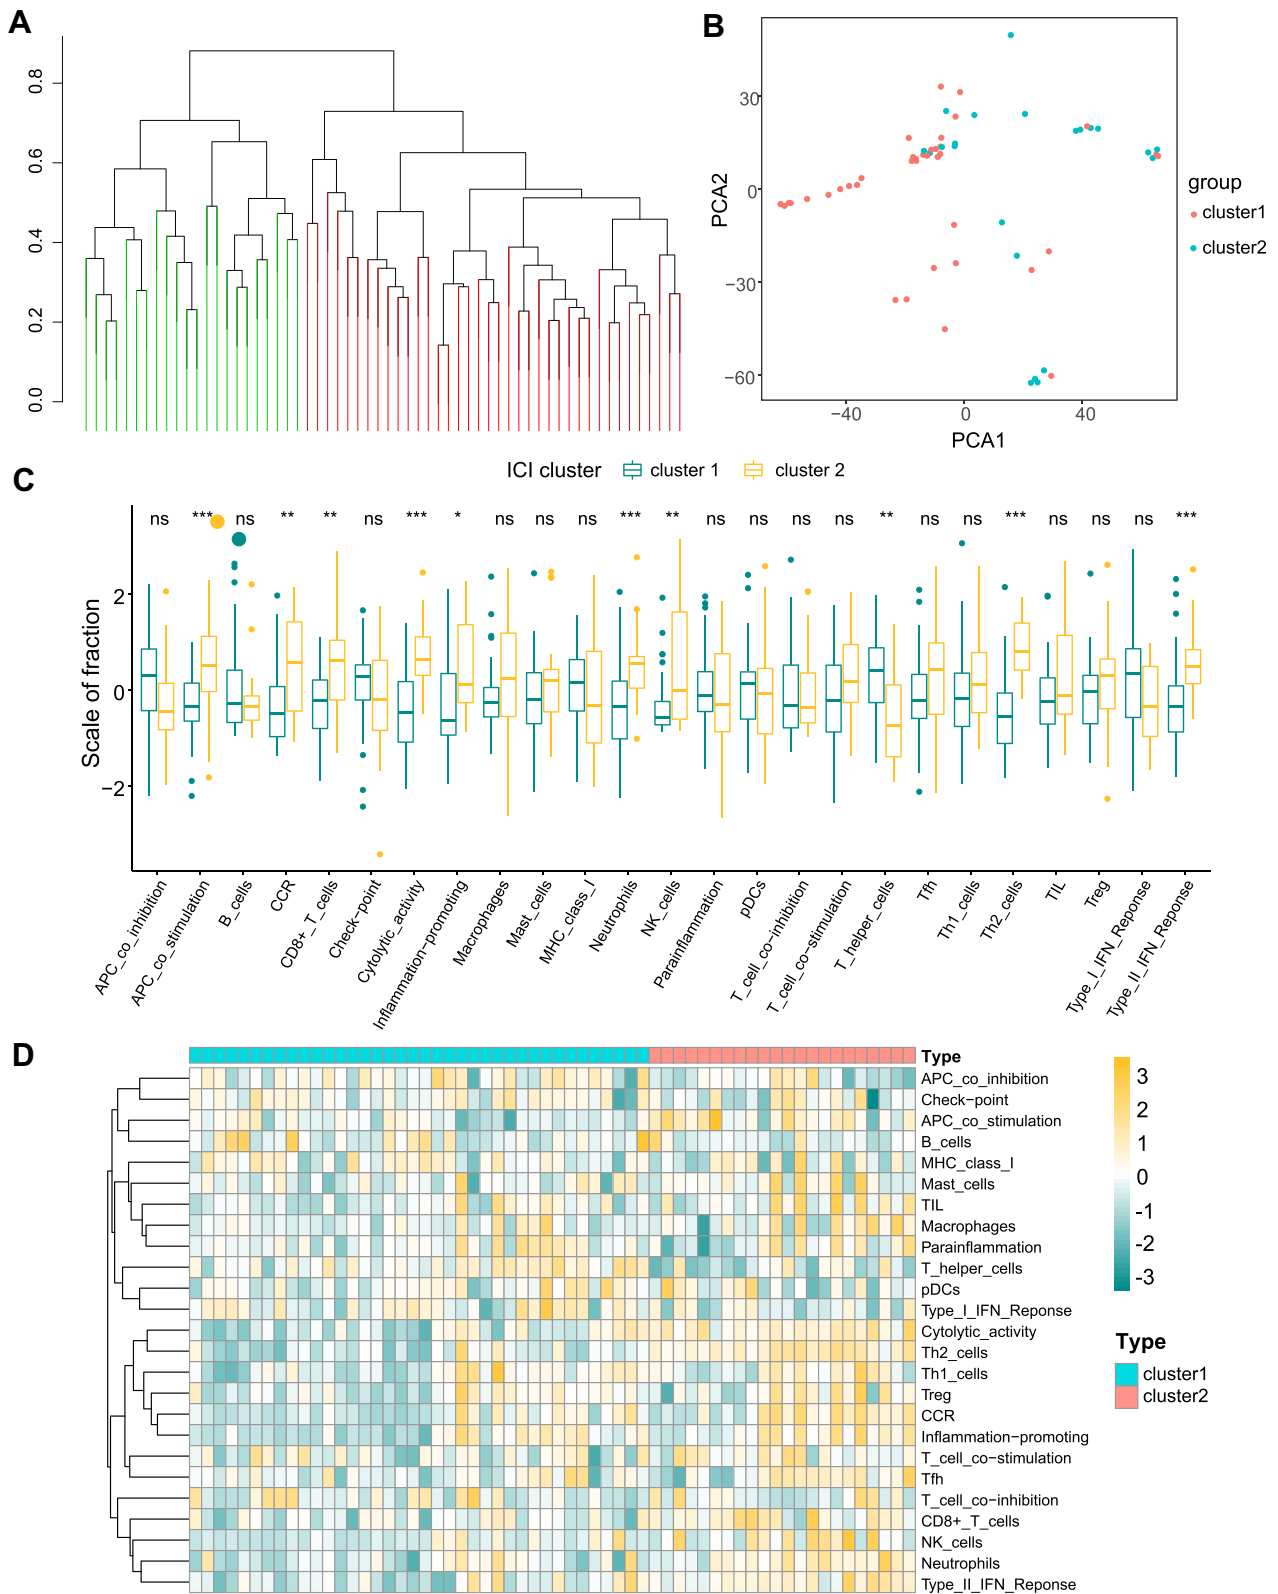 A
0.0
0.2
0.4
0.6
0.8
B
PCA2
30
0
−30
−60
−40
0
40
PCA1
group
cluster1
cluster2
C
ICI cluster
cluster 1
cluster 2
ns
***
ns
**
**
ns
***
*
ns
ns
ns
***
**
ns
ns
ns
ns
**
ns
ns
***
ns
ns
ns
***
Scale of fraction
2
0
−2
APC_co_inhibition
APC_co_stimulation
B_cells
CCR
CD8+_T_cells
Check−point
Cytolytic_activity
Inflammation−promoting
Macrophages
Mast_cells
MHC_class_I
Neutrophils
NK_cells
Parainflammation
pDCs
T_cell_co−inhibition
T_cell_co−stimulation
T_helper_cells
Tfh
Th1_cells
Th2_cells
TIL
Treg
Type_I_IFN_Reponse
Type_II_IFN_Reponse
D
Type
APC_co_inhibition
Check−point
APC_co_stimulation
B_cells
MHC_class_I
Mast_cells
TIL
Macrophages
Parainflammation
T_helper_cells
pDCs
Type_I_IFN_Reponse
Cytolytic_activity
Th2_cells
Th1_cells
Treg
CCR
Inflammation−promoting
T_cell_co−stimulation
Tfh
T_cell_co−inhibition
CD8+_T_cells
NK_cells
Neutrophils
Type_II_IFN_Reponse
3
2
1
0
-1
-2
-3
Type
cluster1
cluster2